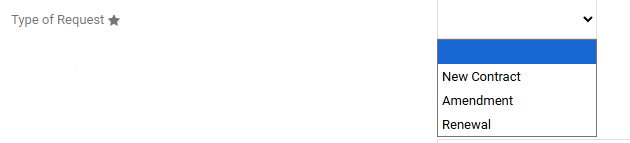 Type of Request
New Contract
Amendment
Renewal